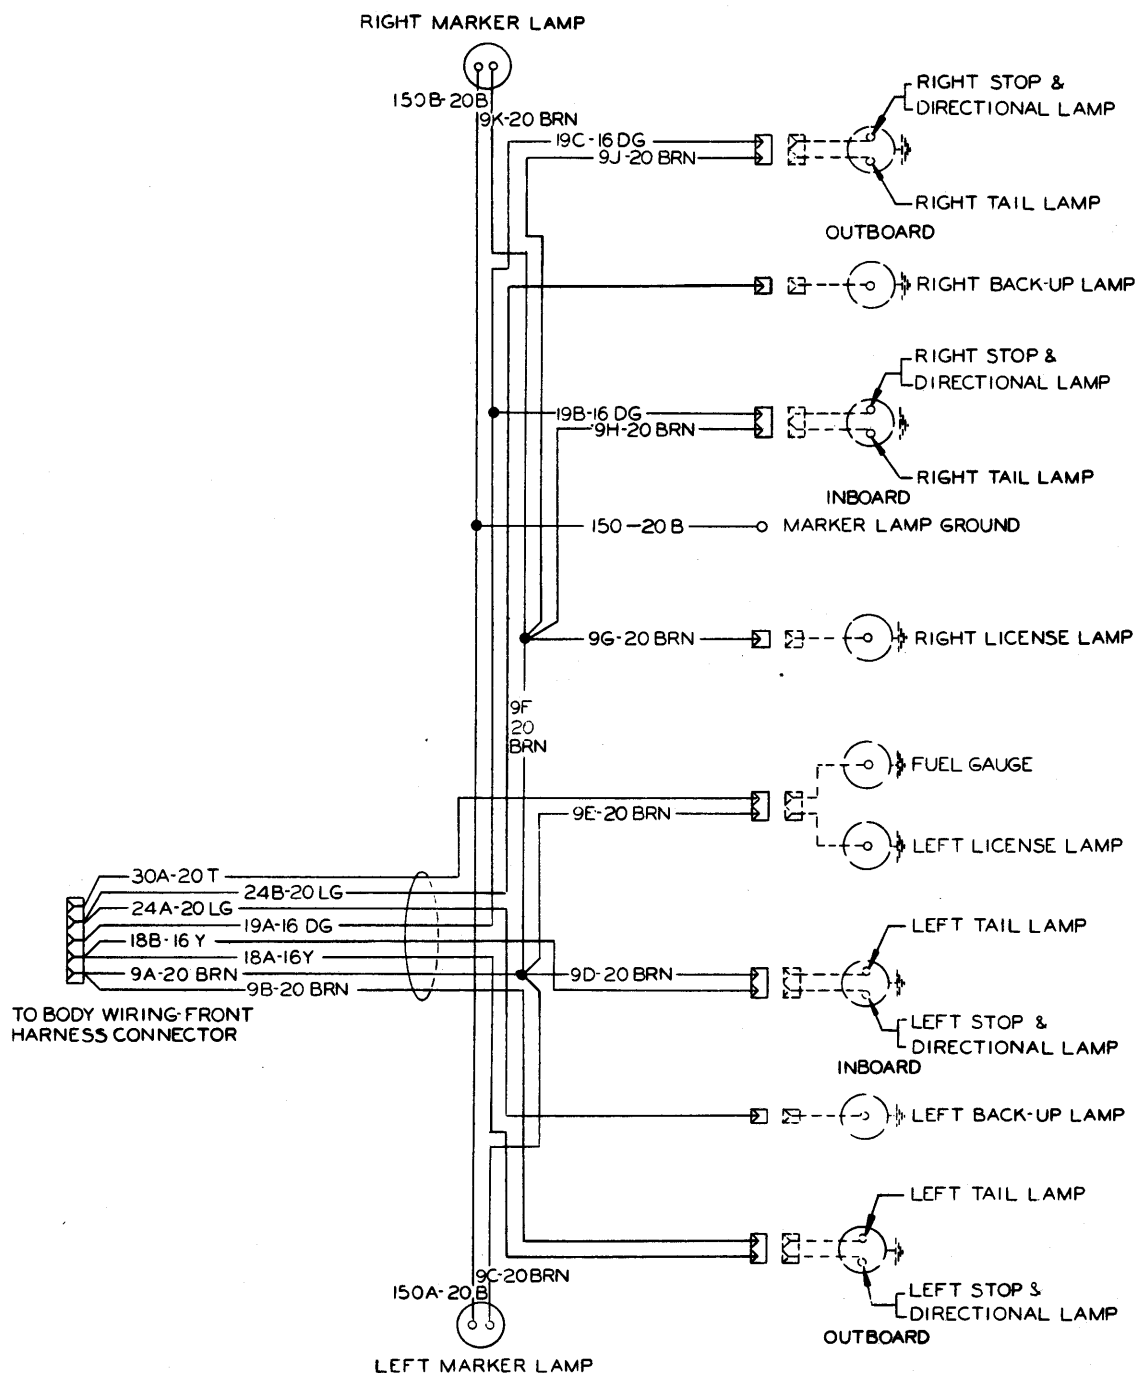 RIGHT MARKER LAMP
150B-20B
9K-20 BRN
19C-16 DG
9J-20 BRN
RIGHT STOP &
DIRECTIONAL LAMP
RIGHT TAIL LAMP
OUTBOARD
RIGHT BACK-UP LAMP
RIGHT STOP &
DIRECTIONAL LAMP
19B-16 DG
9H-20 BRN
RIGHT TAIL LAMP
INBOARD
150-20 B
MARKER LAMP GROUND
9G-20 BRN
RIGHT LICENSE LAMP
9F
20
BRN
FUEL GAUGE
9E-20 BRN
LEFT LICENSE LAMP
30A-20 T
24B-20 LG
24A-20 LG
19A-16 DG
18B-16 Y
18A-16Y
9A-20 BRN
9B-20 BRN
TO BODY WIRING-FRONT
HARNESS CONNECTOR
LEFT TAIL LAMP
9D-20 BRN
LEFT STOP &
DIRECTIONAL LAMP
INBOARD
LEFT BACK-UP LAMP
LEFT TAIL LAMP
9C-20BRN
150A-20 B
LEFT STOP &
DIRECTIONAL LAMP
OUTBOARD
LEFT MARKER LAMP